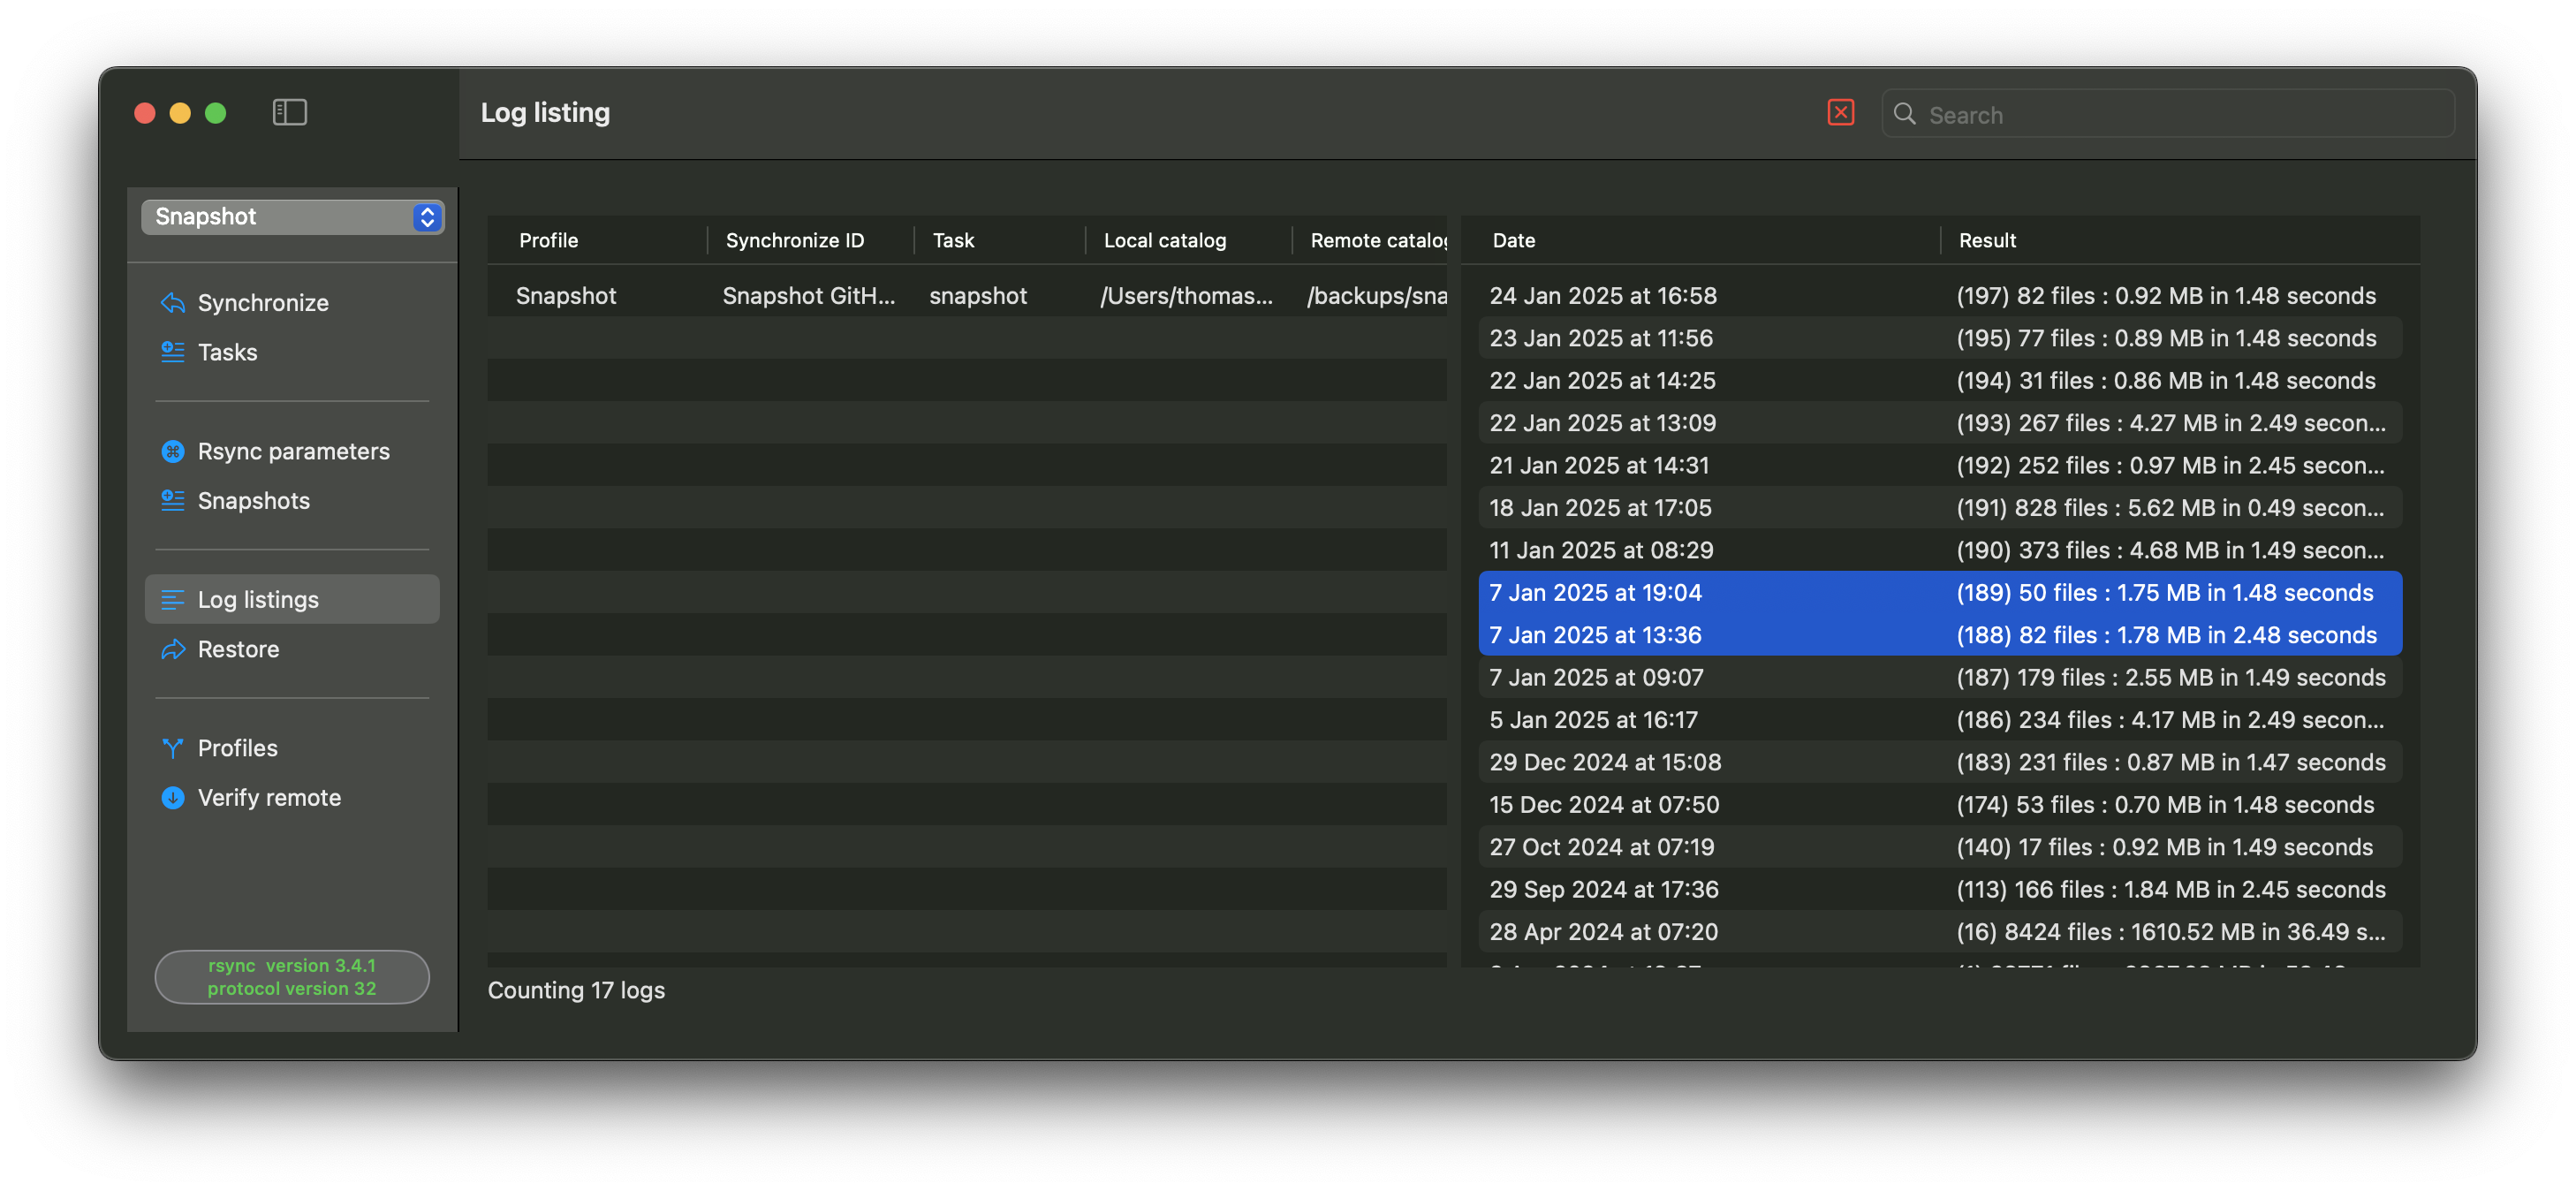 Log listing
Search
Snapshot
Synchronize
Tasks
Rsync parameters
Snapshots
Log listings
Restore
Profiles
Verify remote
rsync version 3.4.1
protocol version 32
Profile Synchronize ID Task Local catalog Remote catalog
Snapshot Snapshot GitH... snapshot /Users/thomas... /backups/sna
Counting 17 logs
Date Result
24 Jan 2025 at 16:58 (197) 82 files : 0.92 MB in 1.48 seconds
23 Jan 2025 at 11:56 (195) 77 files : 0.89 MB in 1.48 seconds
22 Jan 2025 at 14:25 (194) 31 files : 0.86 MB in 1.48 seconds
22 Jan 2025 at 13:09 (193) 267 files : 4.27 MB in 2.49 secon...
21 Jan 2025 at 14:31 (192) 252 files : 0.97 MB in 2.45 secon...
18 Jan 2025 at 17:05 (191) 828 files : 5.62 MB in 0.49 secon...
11 Jan 2025 at 08:29 (190) 373 files : 4.68 MB in 1.49 secon...
7 Jan 2025 at 19:04 (189) 50 files : 1.75 MB in 1.48 seconds
7 Jan 2025 at 13:36 (188) 82 files : 1.78 MB in 2.48 seconds
7 Jan 2025 at 09:07 (187) 179 files : 2.55 MB in 1.49 seconds
5 Jan 2025 at 16:17 (186) 234 files : 4.17 MB in 2.49 secon...
29 Dec 2024 at 15:08 (183) 231 files : 0.87 MB in 1.47 seconds
15 Dec 2024 at 07:50 (174) 53 files : 0.70 MB in 1.48 seconds
27 Oct 2024 at 07:19 (140) 17 files : 0.92 MB in 1.49 seconds
29 Sep 2024 at 17:36 (113) 166 files : 1.84 MB in 2.45 seconds
28 Apr 2024 at 07:20 (16) 8424 files : 1610.52 MB in 36.49 s...